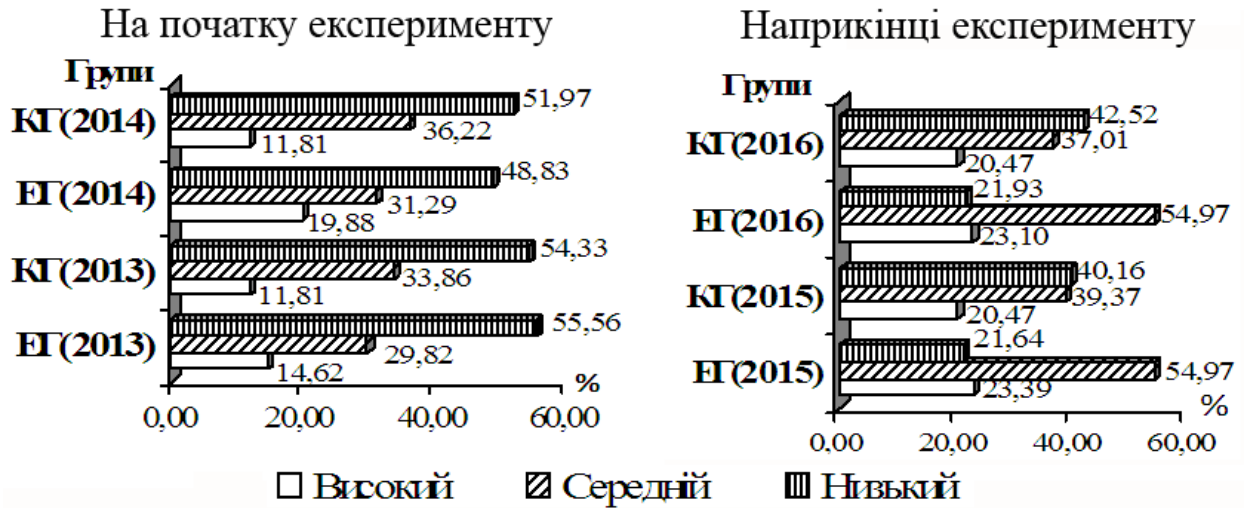 На початку експерименту
Групи
КГ(2014)
51,97
36,22
11,81
ЕГ(2014)
48,83
31,29
19,88
КГ(2013)
54,33
33,86
11,81
ЕГ(2013)
55,56
29,82
14,62
%
0,00 20,00 40,00 60,00
Наприкінці експерименту
Групи
КГ(2016)
42,52
37,01
20,47
ЕГ(2016)
21,93
54,97
23,10
КГ(2015)
40,16
39,37
20,47
ЕГ(2015)
21,64
54,97
23,39
%
0,00 20,00 40,00 60,00
Високий Середній Низький